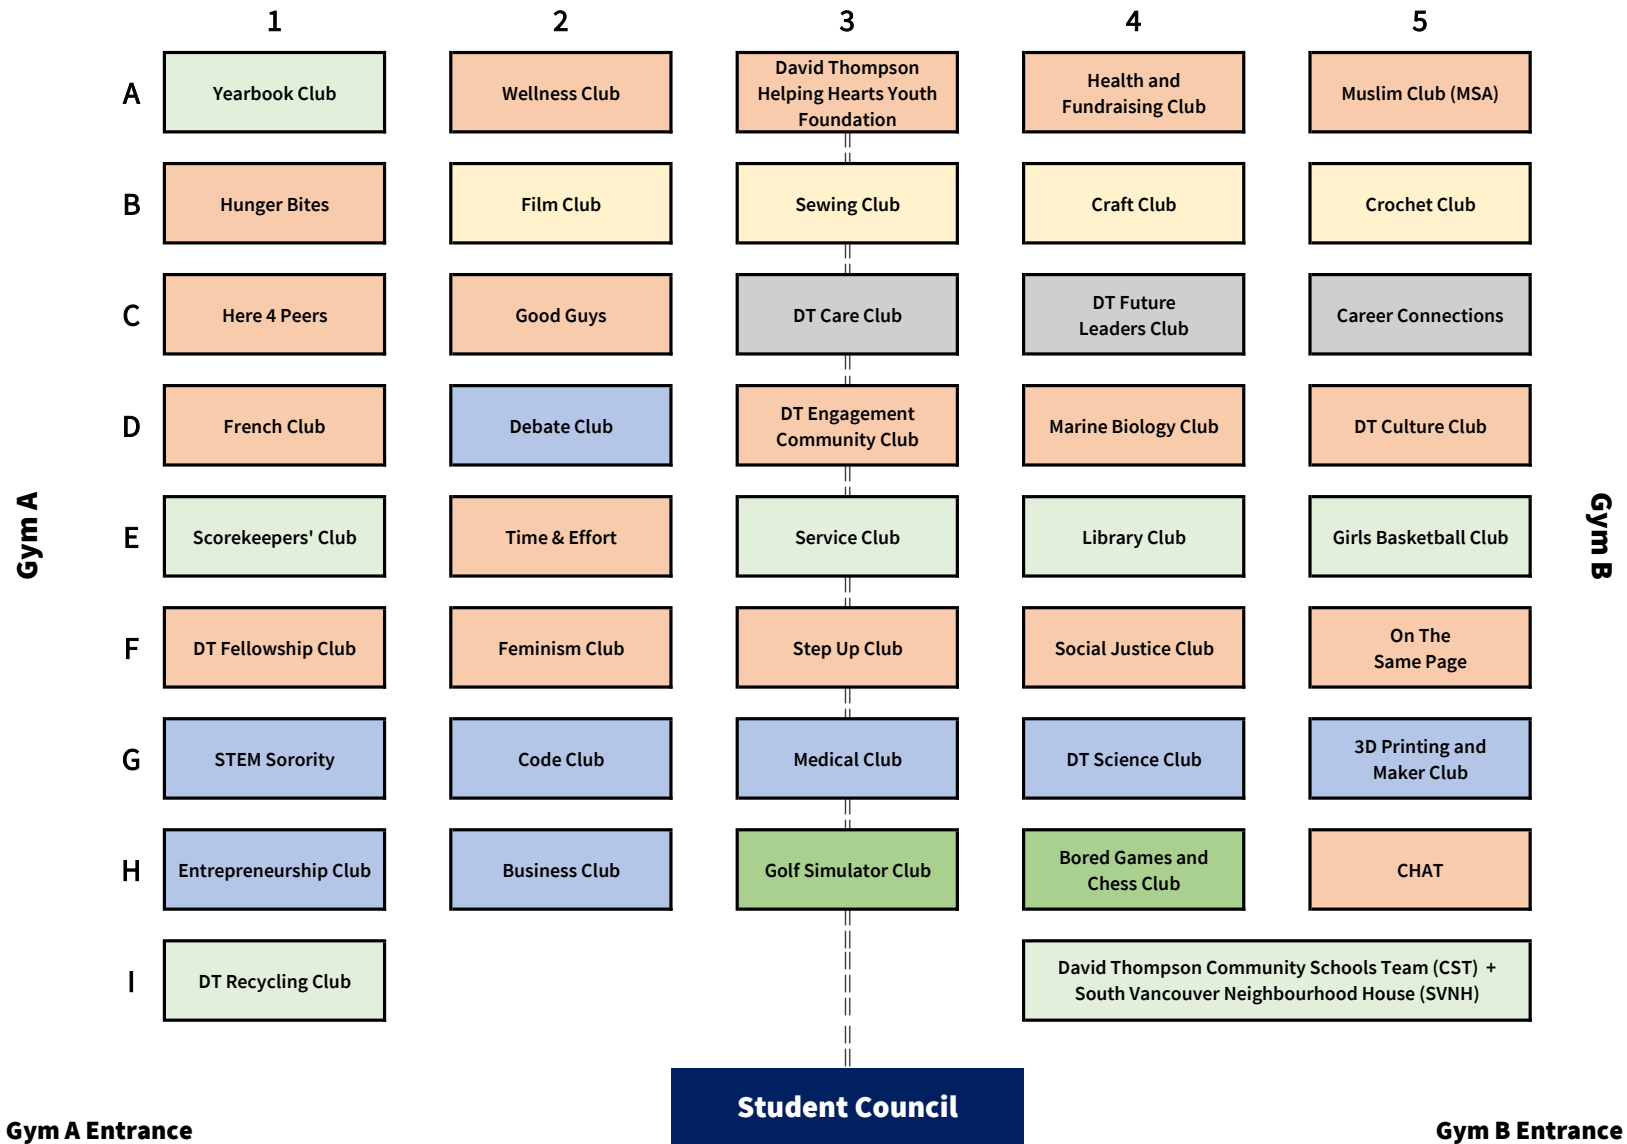 1 2 3 4 5
A
Yearbook Club
Wellness Club
David Thompson
Helping Hearts Youth
Foundation
Health and
Fundraising Club
Muslim Club (MSA)
B
Hunger Bites
Film Club
Sewing Club
Craft Club
Crochet Club
C
Here 4 Peers
Good Guys
DT Care Club
DT Future
Leaders Club
Career Connections
D
French Club
Debate Club
DT Engagement
Community Club
Marine Biology Club
DT Culture Club
Gym A
E
Scorekeepers' Club
Time & Effort
Service Club
Library Club
Girls Basketball Club
Gym B
F
DT Fellowship Club
Feminism Club
Step Up Club
Social Justice Club
On The
Same Page
G
STEM Sorority
Code Club
Medical Club
DT Science Club
3D Printing and
Maker Club
H
Entrepreneurship Club
Business Club
Golf Simulator Club
Bored Games and
Chess Club
CHAT
I
DT Recycling Club
David Thompson Community Schools Team (CST) +
South Vancouver Neighbourhood House (SVNH)
Student Council
Gym A Entrance
Gym B Entrance